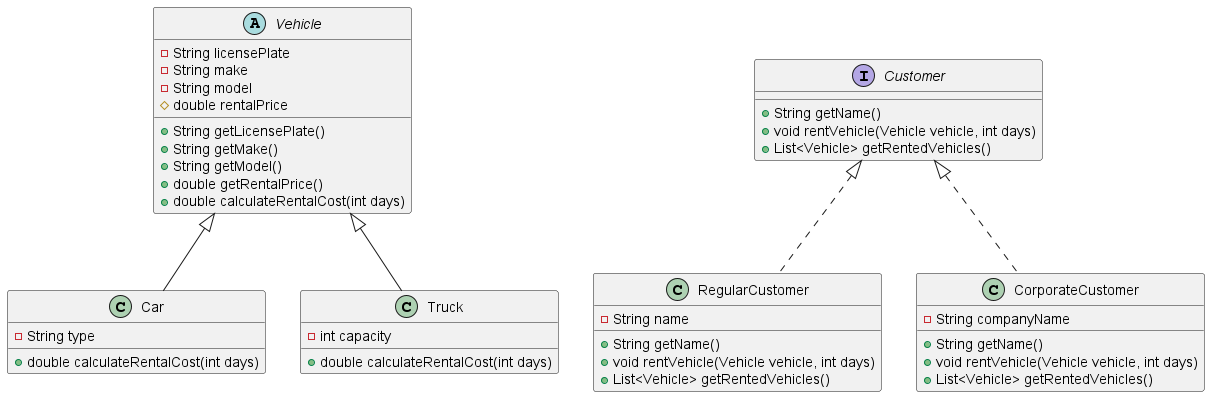 A Vehicle
String licensePlate
String make
String model
double rentalPrice
String getLicensePlate()
String getMake()
String getModel()
double getRentalPrice()
double calculateRentalCost(int days)
I Customer
String getName()
void rentVehicle(Vehicle vehicle, int days)
List<Vehicle> getRentedVehicles()
C Car
String type
double calculateRentalCost(int days)
C Truck
int capacity
double calculateRentalCost(int days)
C RegularCustomer
String name
String getName()
void rentVehicle(Vehicle vehicle, int days)
List<Vehicle> getRentedVehicles()
C CorporateCustomer
String companyName
String getName()
void rentVehicle(Vehicle vehicle, int days)
List<Vehicle> getRentedVehicles()